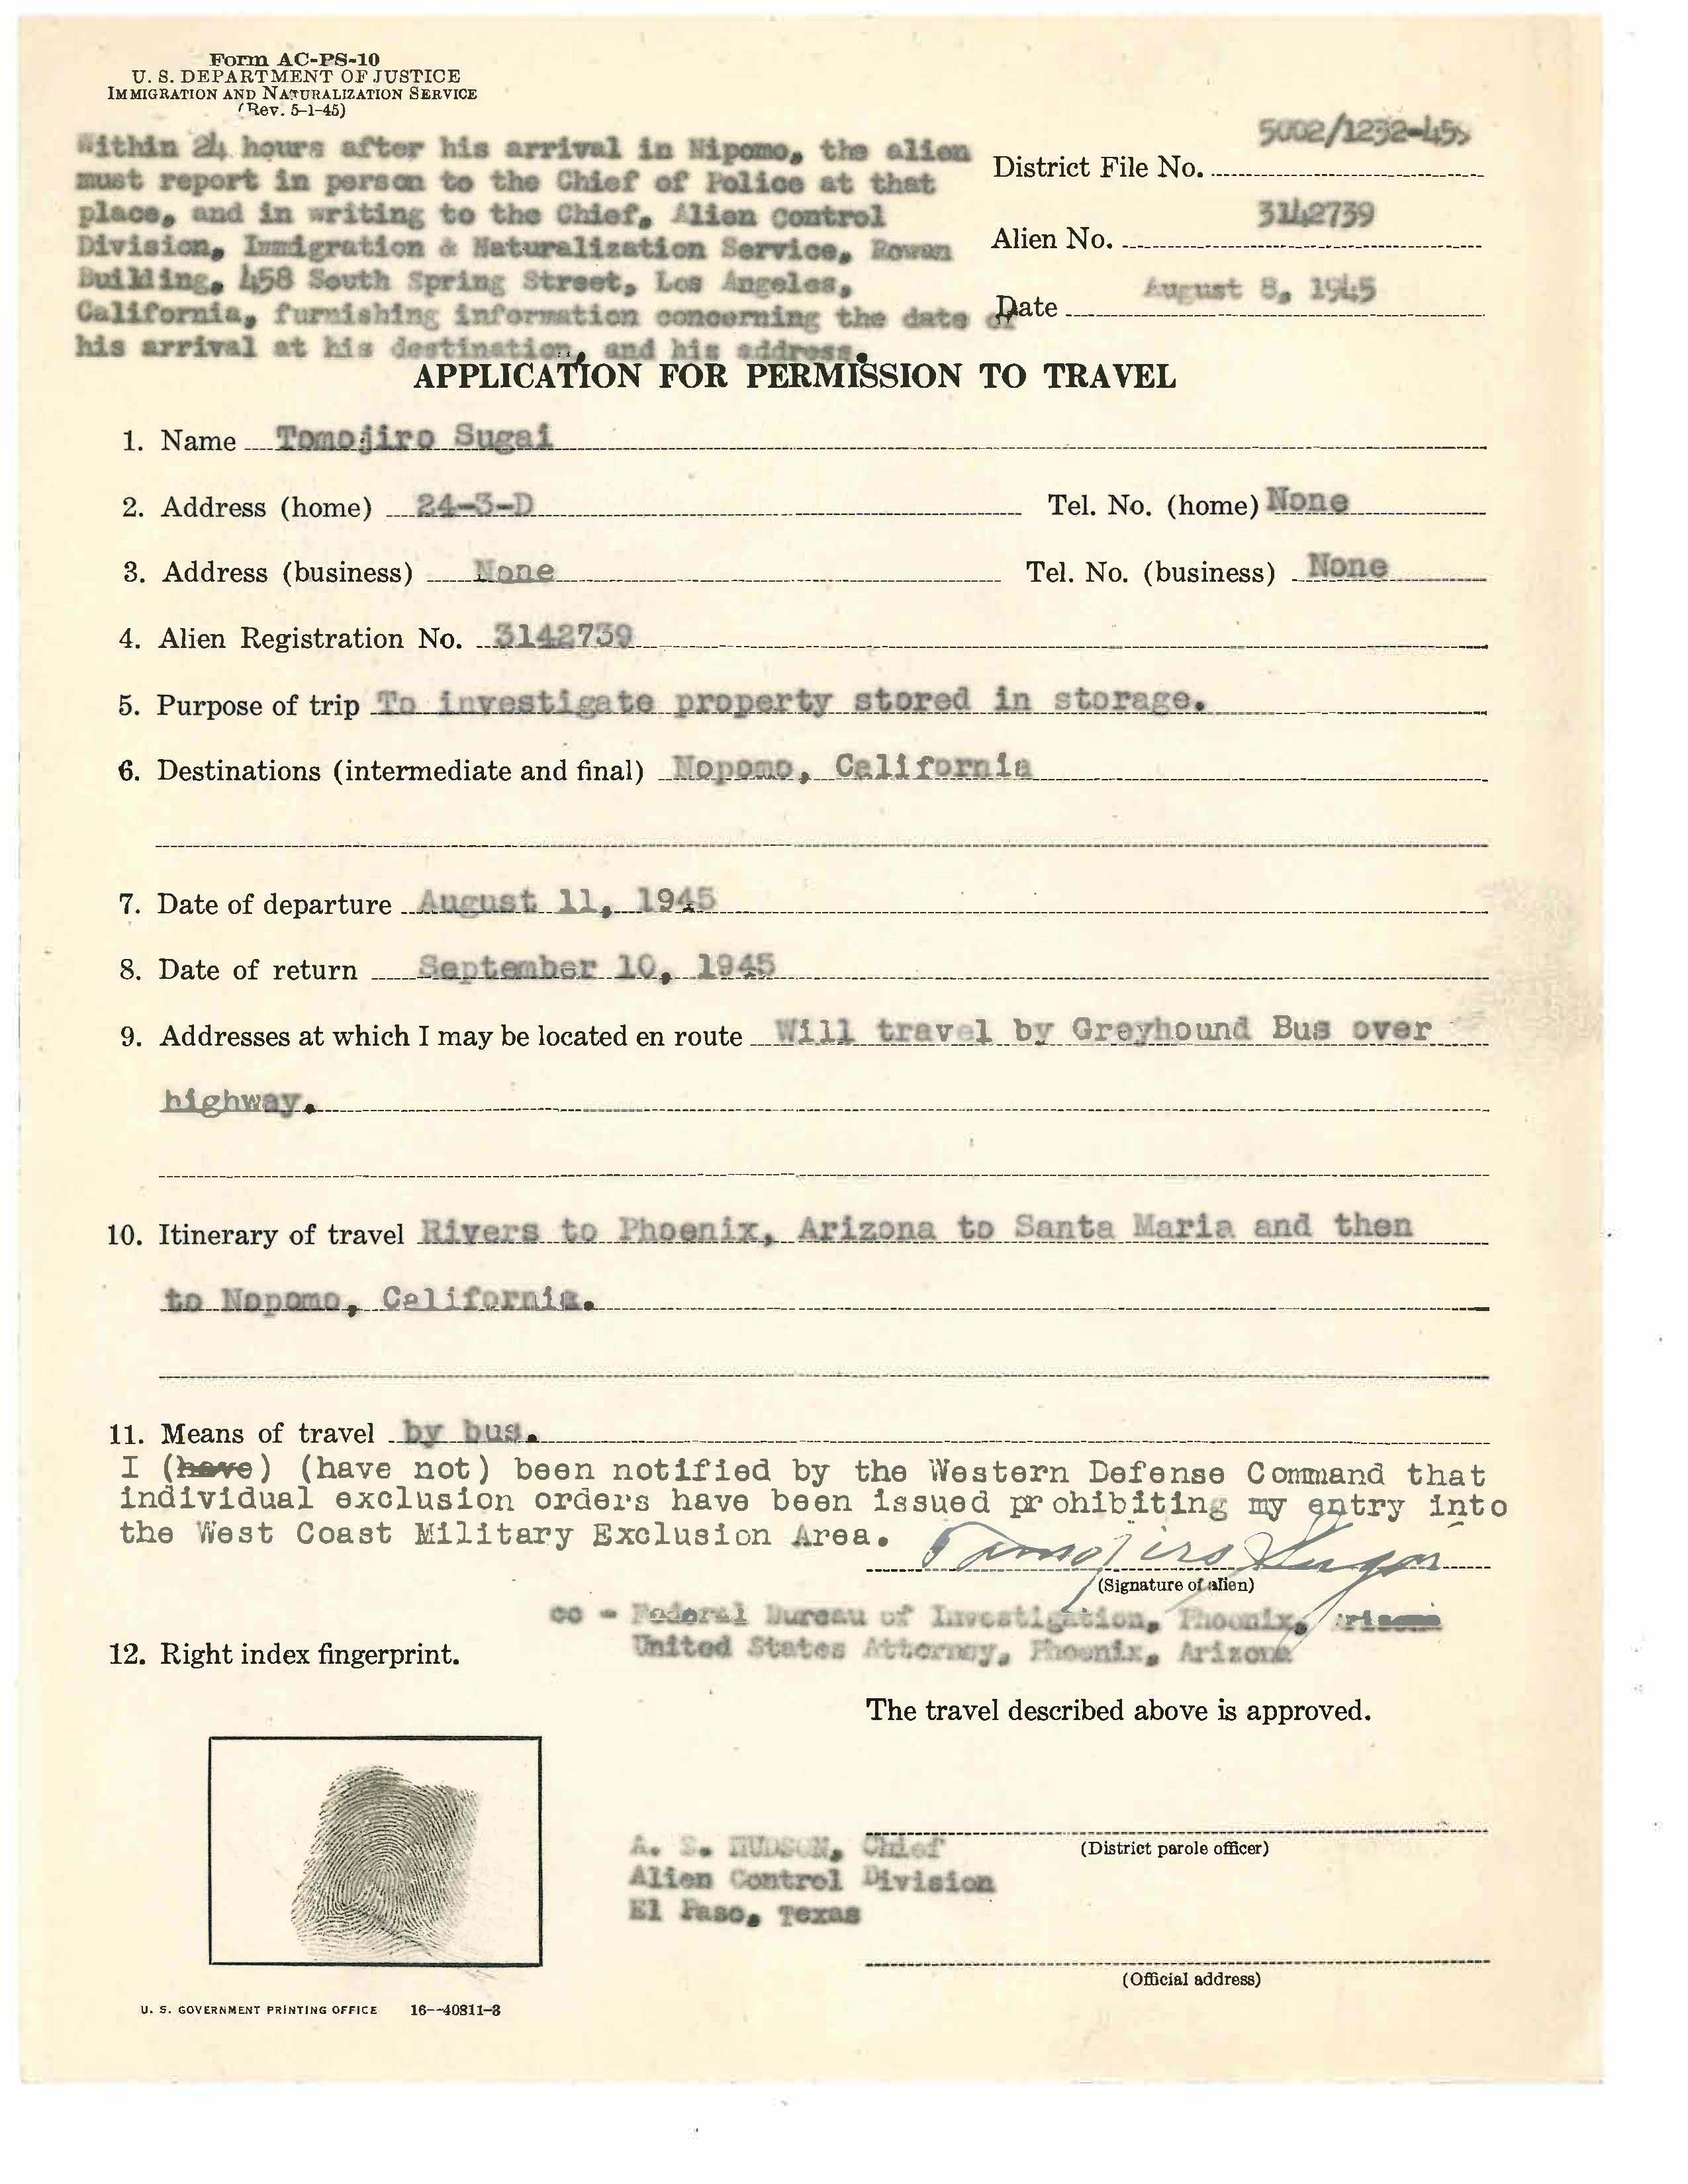 Form AC-PS-10
U. S. DEPARTMENT OF JUSTICE
IMMIGRATION AND NATURALIZATION SERVICE
(Rev. 5-1-45)
Within 24 hours after his arrival in Nipomo, the alien
must report in person to the Chief of Police at that
place, and in writing to the Chief, Alien Control
Division, Immigration & Naturalization Service, Rowan
Building, 458 South Spring Street, Los Angeles,
California, furnishing information concerning the date of
his arrival at his destination, and his address.
District File No. 5002/1232-455
Alien No. 3142739
Date August 8, 1945
APPLICATION FOR PERMISSION TO TRAVEL
1. Name Tomojiro Sugai
2. Address (home) 24-3-D Tel. No. (home) None
3. Address (business) None Tel. No. (business) None
4. Alien Registration No. 3142739
5. Purpose of trip To investigate property stored in storage.
6. Destinations (intermediate and final) Nopomo, California
7. Date of departure August 11, 1945
8. Date of return September 10, 1945
9. Addresses at which I may be located en route Will travel by Greyhound Bus over
highway.
10. Itinerary of travel Rivers to Phoenix, Arizona to Santa Maria and then
to Nopomo, California.
11. Means of travel by bus.
I (have) (have not) been notified by the Western Defense Command that
individual exclusion orders have been issued prohibiting my entry into
the West Coast Military Exclusion Area.
Tomojiro Sugai
(Signature of alien)
cc - Federal Bureau of Investigation, Phoenix, Arizona
United States Attorney, Phoenix, Arizona
12. Right index fingerprint.
The travel described above is approved.
(District parole officer)
A. S. HUDSON, Chief
Alien Control Division
El Paso, Texas
(Official address)
U. S. GOVERNMENT PRINTING OFFICE 16--40811-3